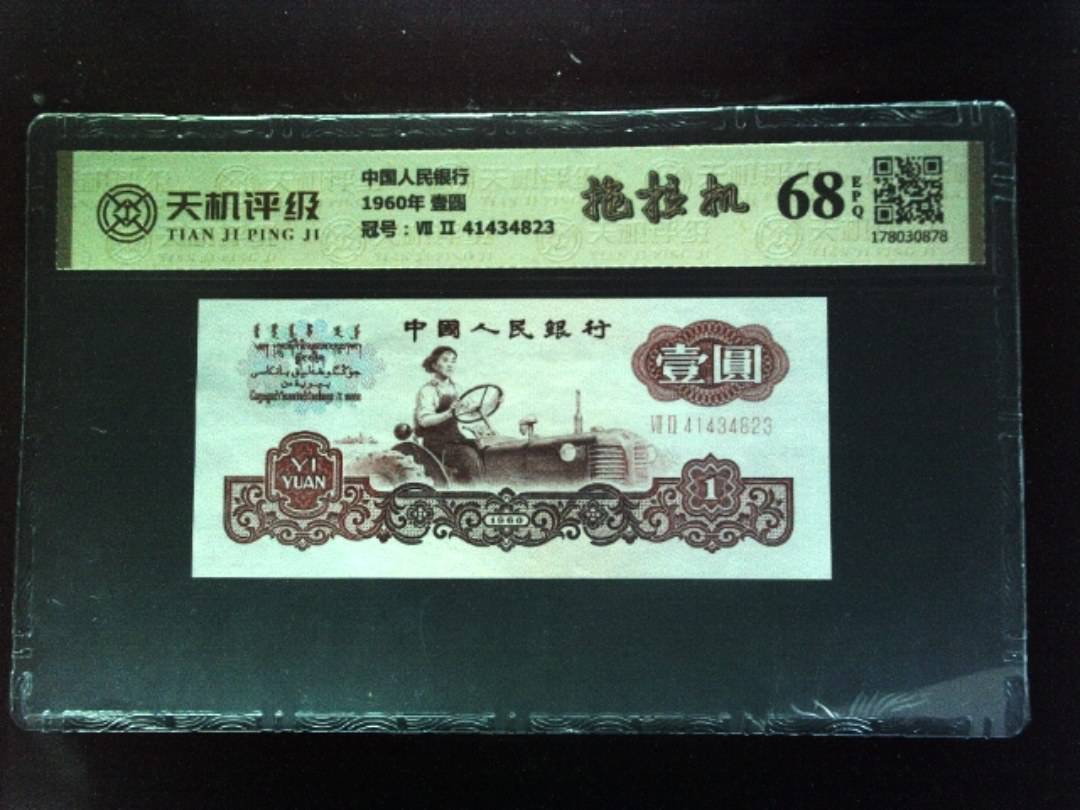 天机评级
TIAN JI PING JI
中国人民银行
1960年 壹圆
冠号：Ⅶ Ⅱ 41434823
拖拉机
68
EPQ
178030878
中國人民銀行
壹圓
Ⅶ Ⅱ 41434823
YI
YUAN
1960
1